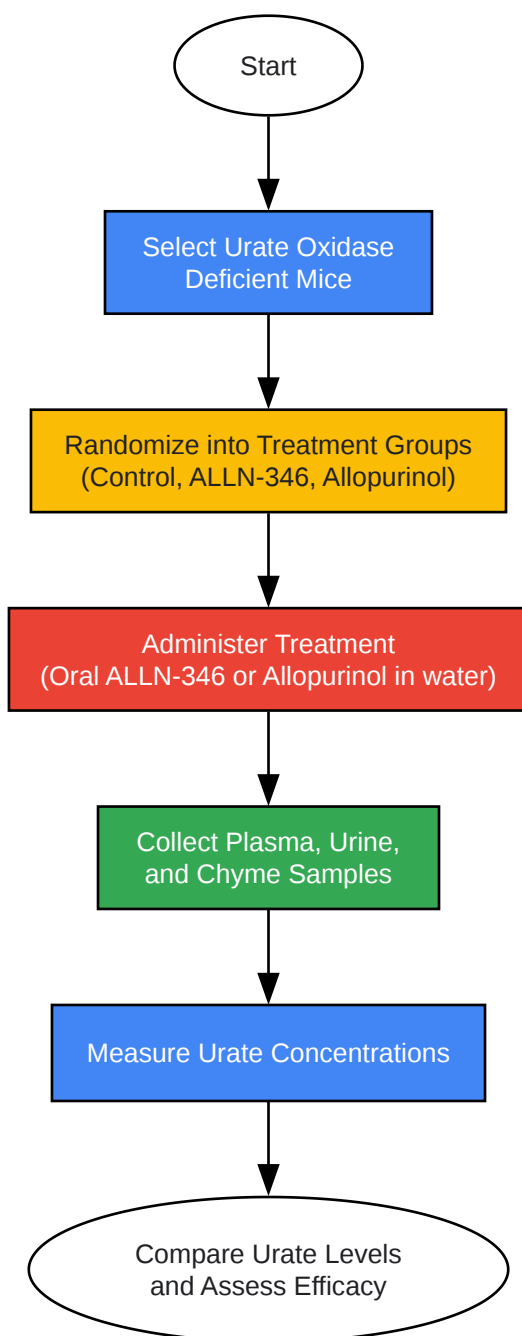 Start
Select Urate Oxidase
Deficient Mice
Randomize into Treatment Groups
(Control, ALLN-346, Allopurinol)
Administer Treatment
(Oral ALLN-346 or Allopurinol in water)
Collect Plasma, Urine,
and Chyme Samples
Measure Urate Concentrations
Compare Urate Levels
and Assess Efficacy